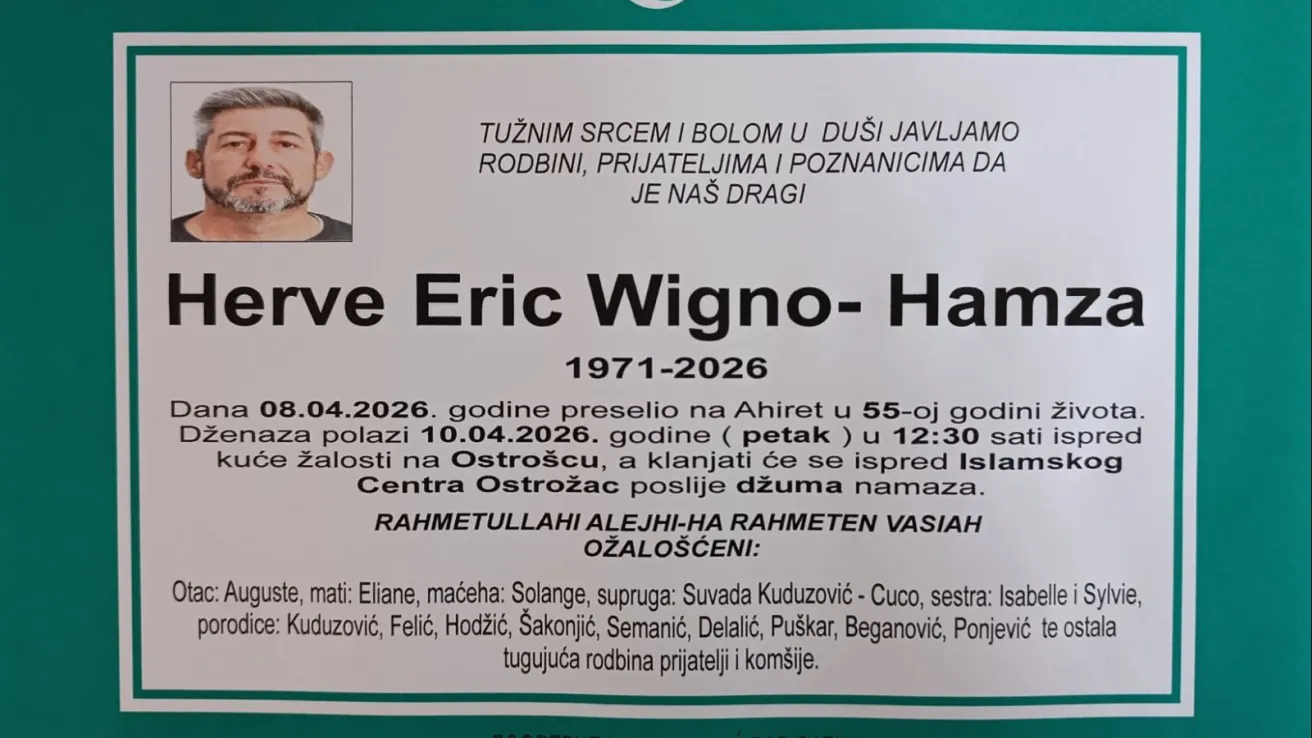 TUŽNIM SRCEM I BOLOM U DUŠI JAVLJAMO
RODBINI, PRIJATELJIMA I POZNANICIMA DA
JE NAŠ DRAGI
Herve Eric Wigno- Hamza
1971-2026
Dana 08.04.2026. godine preselio na Ahiret u 55-oj godini života.
Dženaza polazi 10.04.2026. godine ( petak ) u 12:30 sati ispred
kuće žalosti na Ostrošcu, a klanjati će se ispred Islamskog
Centra Ostrožac poslije džuma namaza.
RAHMETULLAHI ALEJHI-HA RAHMETEN VASIAH
OŽALOŠĆENI:
Otac: Auguste, mati: Eliane, maćeha: Solange, supruga: Suvada Kuduzović - Cuco, sestra: Isabelle i Sylvie,
porodice: Kuduzović, Felić, Hodžić, Šakonjić, Semanić, Delalić, Puškar, Beganović, Ponjević te ostala
tugujuća rodbina prijatelji i komšije.